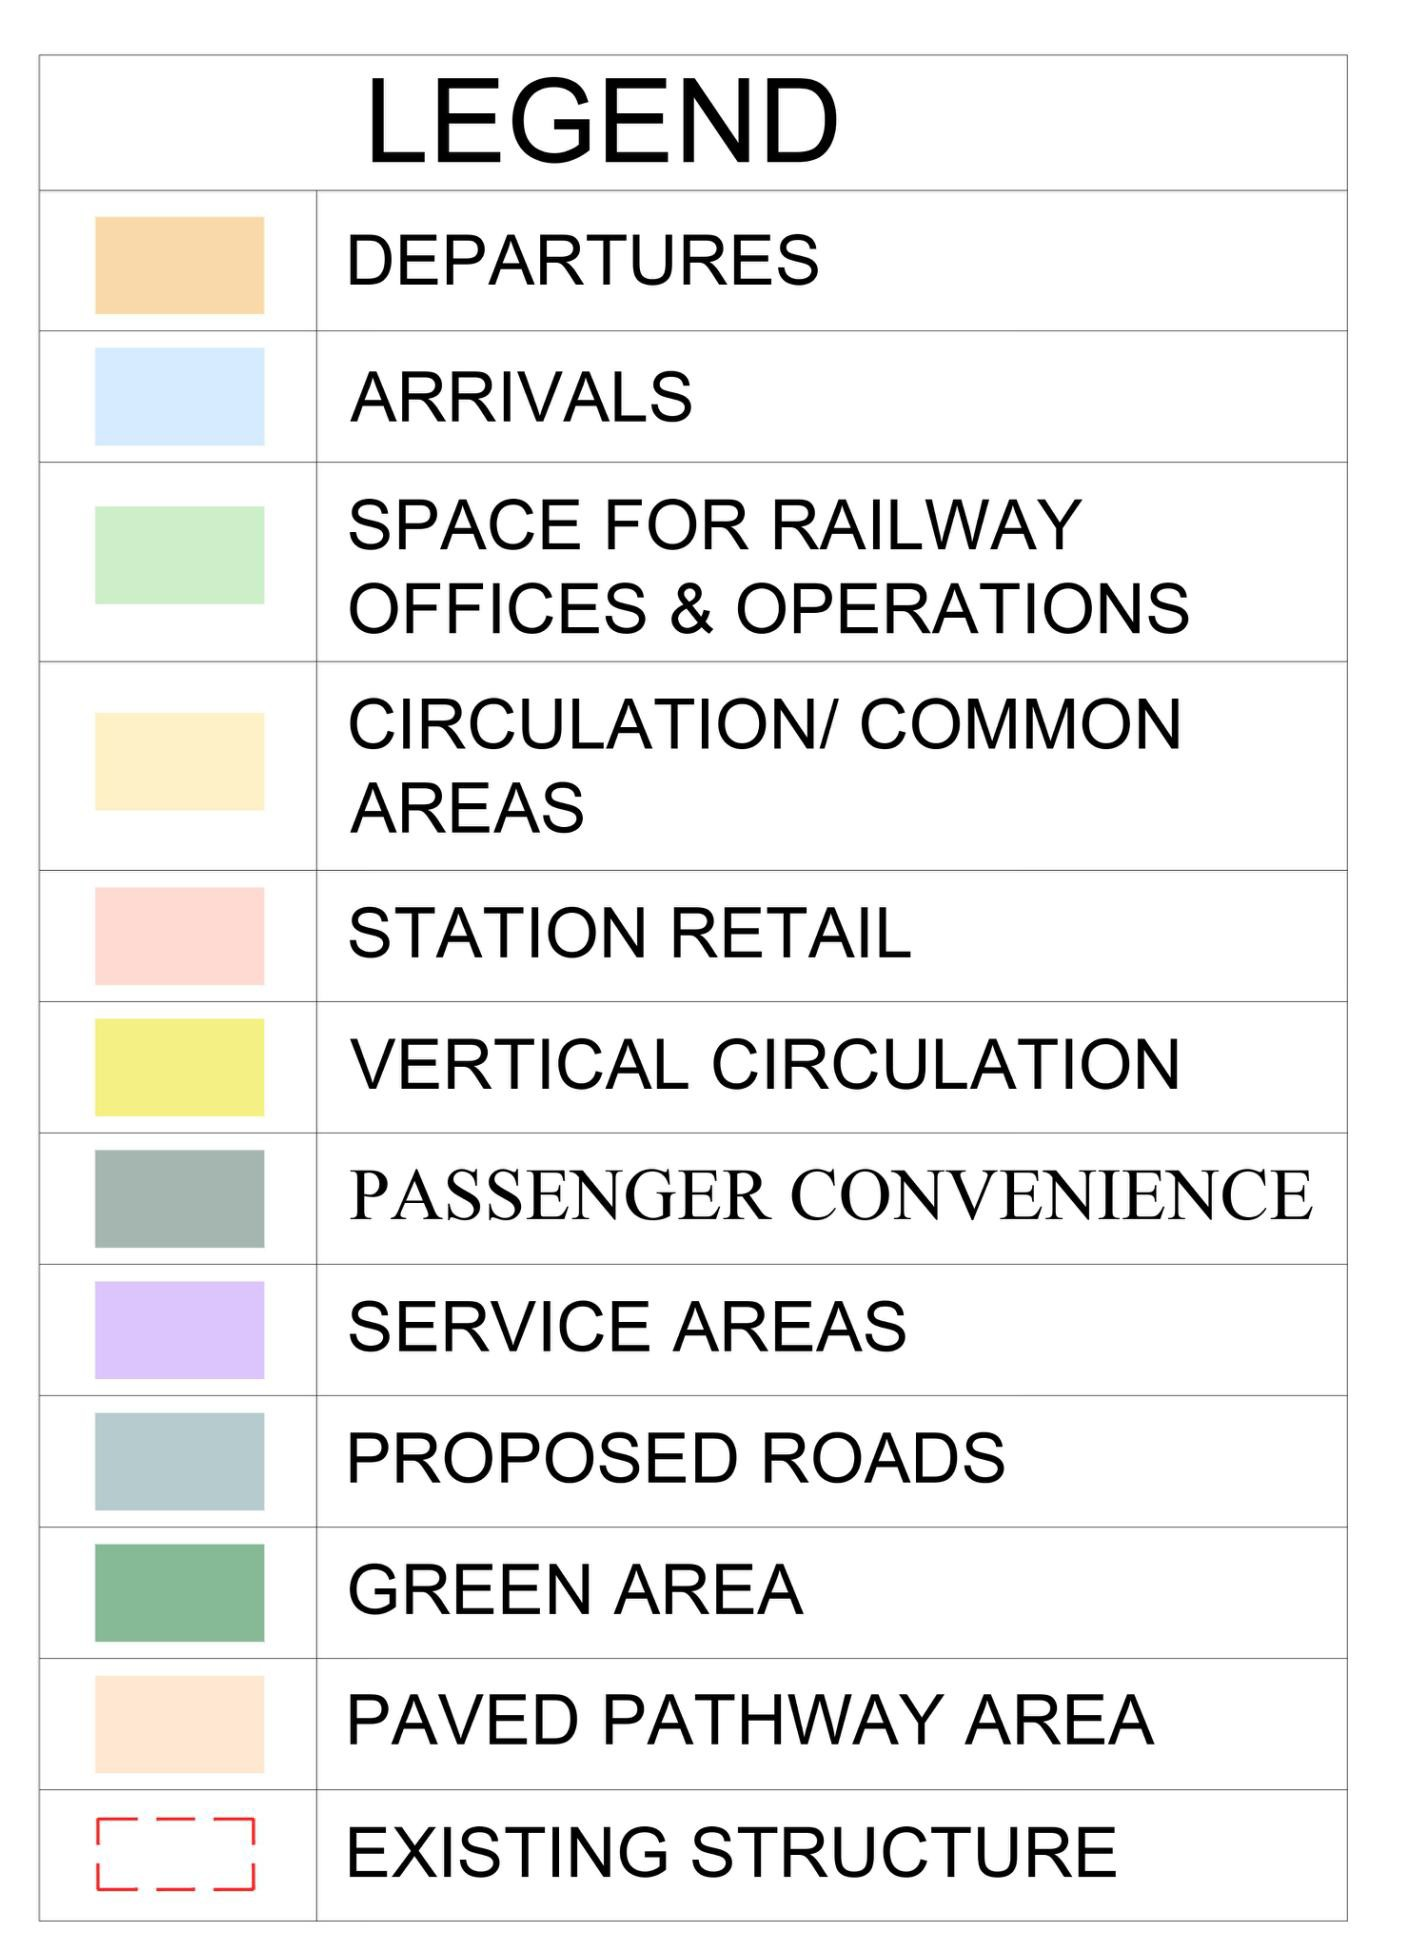 LEGEND
DEPARTURES
ARRIVALS
SPACE FOR RAILWAY
OFFICES & OPERATIONS
CIRCULATION/ COMMON
AREAS
STATION RETAIL
VERTICAL CIRCULATION
PASSENGER CONVENIENCE
SERVICE AREAS
PROPOSED ROADS
GREEN AREA
PAVED PATHWAY AREA
EXISTING STRUCTURE